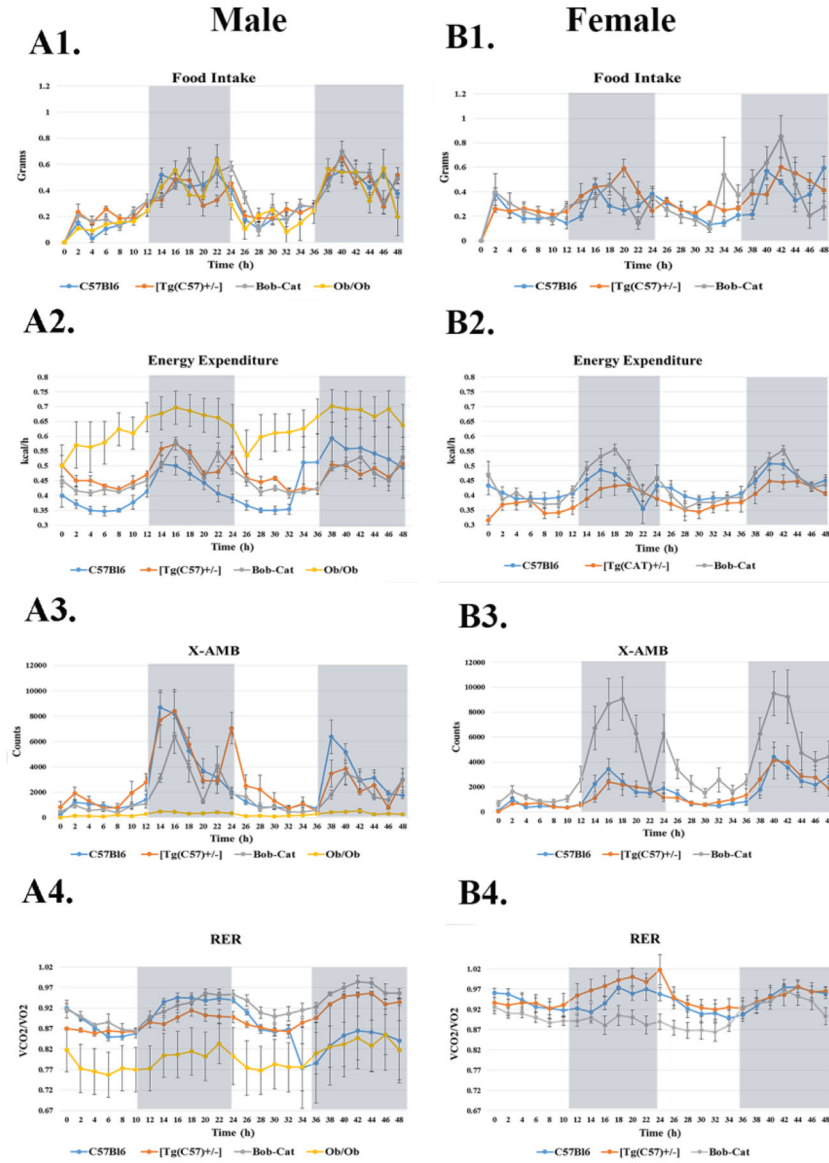 Male Female
A1.
Food Intake
1.2
1
0.8
0.6
0.4
0.2
0
Grams
0 2 4 6 8 10 12 14 16 18 20 22 24 26 28 30 32 34 36 38 40 42 44 46 48
Time (h)
C57Bl6 [Tg(C57)+/-] Bob-Cat Ob/Ob
B1.
Food Intake
1.2
1
0.8
0.6
0.4
0.2
0
Grams
0 2 4 6 8 10 12 14 16 18 20 22 24 26 28 30 32 34 36 38 40 42 44 46 48
Time (h)
C57Bl6 [Tg(C57)+/-] Bob-Cat
A2.
Energy Expenditure
0.8
0.75
0.7
0.65
0.6
0.55
0.5
0.45
0.4
0.35
0.3
kcal/h
0 2 4 6 8 10 12 14 16 18 20 22 24 26 28 30 32 34 36 38 40 42 44 46 48
Time (h)
C57Bl6 [Tg(C57)+/-] Bob-Cat Ob/Ob
B2.
Energy Expenditure
0.8
0.75
0.7
0.65
0.6
0.55
0.5
0.45
0.4
0.35
0.3
kcal/h
0 2 4 6 8 10 12 14 16 18 20 22 24 26 28 30 32 34 36 38 40 42 44 46 48
Time (h)
C57Bl6 [Tg(CAT)+/-] Bob-Cat
A3.
X-AMB
12000
10000
8000
6000
4000
2000
0
Counts
0 2 4 6 8 10 12 14 16 18 20 22 24 26 28 30 32 34 36 38 40 42 44 46 48
Time (h)
C57Bl6 [Tg(C57)+/-] Bob-Cat Ob/Ob
B3.
X-AMB
12000
10000
8000
6000
4000
2000
0
Counts
0 2 4 6 8 10 12 14 16 18 20 22 24 26 28 30 32 34 36 38 40 42 44 46 48
Time (h)
C57Bl6 [Tg(C57)+/-] Bob-Cat
A4.
RER
1.02
0.97
0.92
0.87
0.82
0.77
0.72
0.67
VCO2/VO2
0 2 4 6 8 10 12 14 16 18 20 22 24 26 28 30 32 34 36 38 40 42 44 46 48
Time (h)
C57Bl6 [Tg(C57)+/-] Bob-Cat Ob/Ob
B4.
RER
1.02
0.97
0.92
0.87
0.82
0.77
0.72
0.67
VCO2/VO2
0 2 4 6 8 10 12 14 16 18 20 22 24 26 28 30 32 34 36 38 40 42 44 46 48
Time (h)
C57Bl6 [Tg(C57)+/-] Bob-Cat